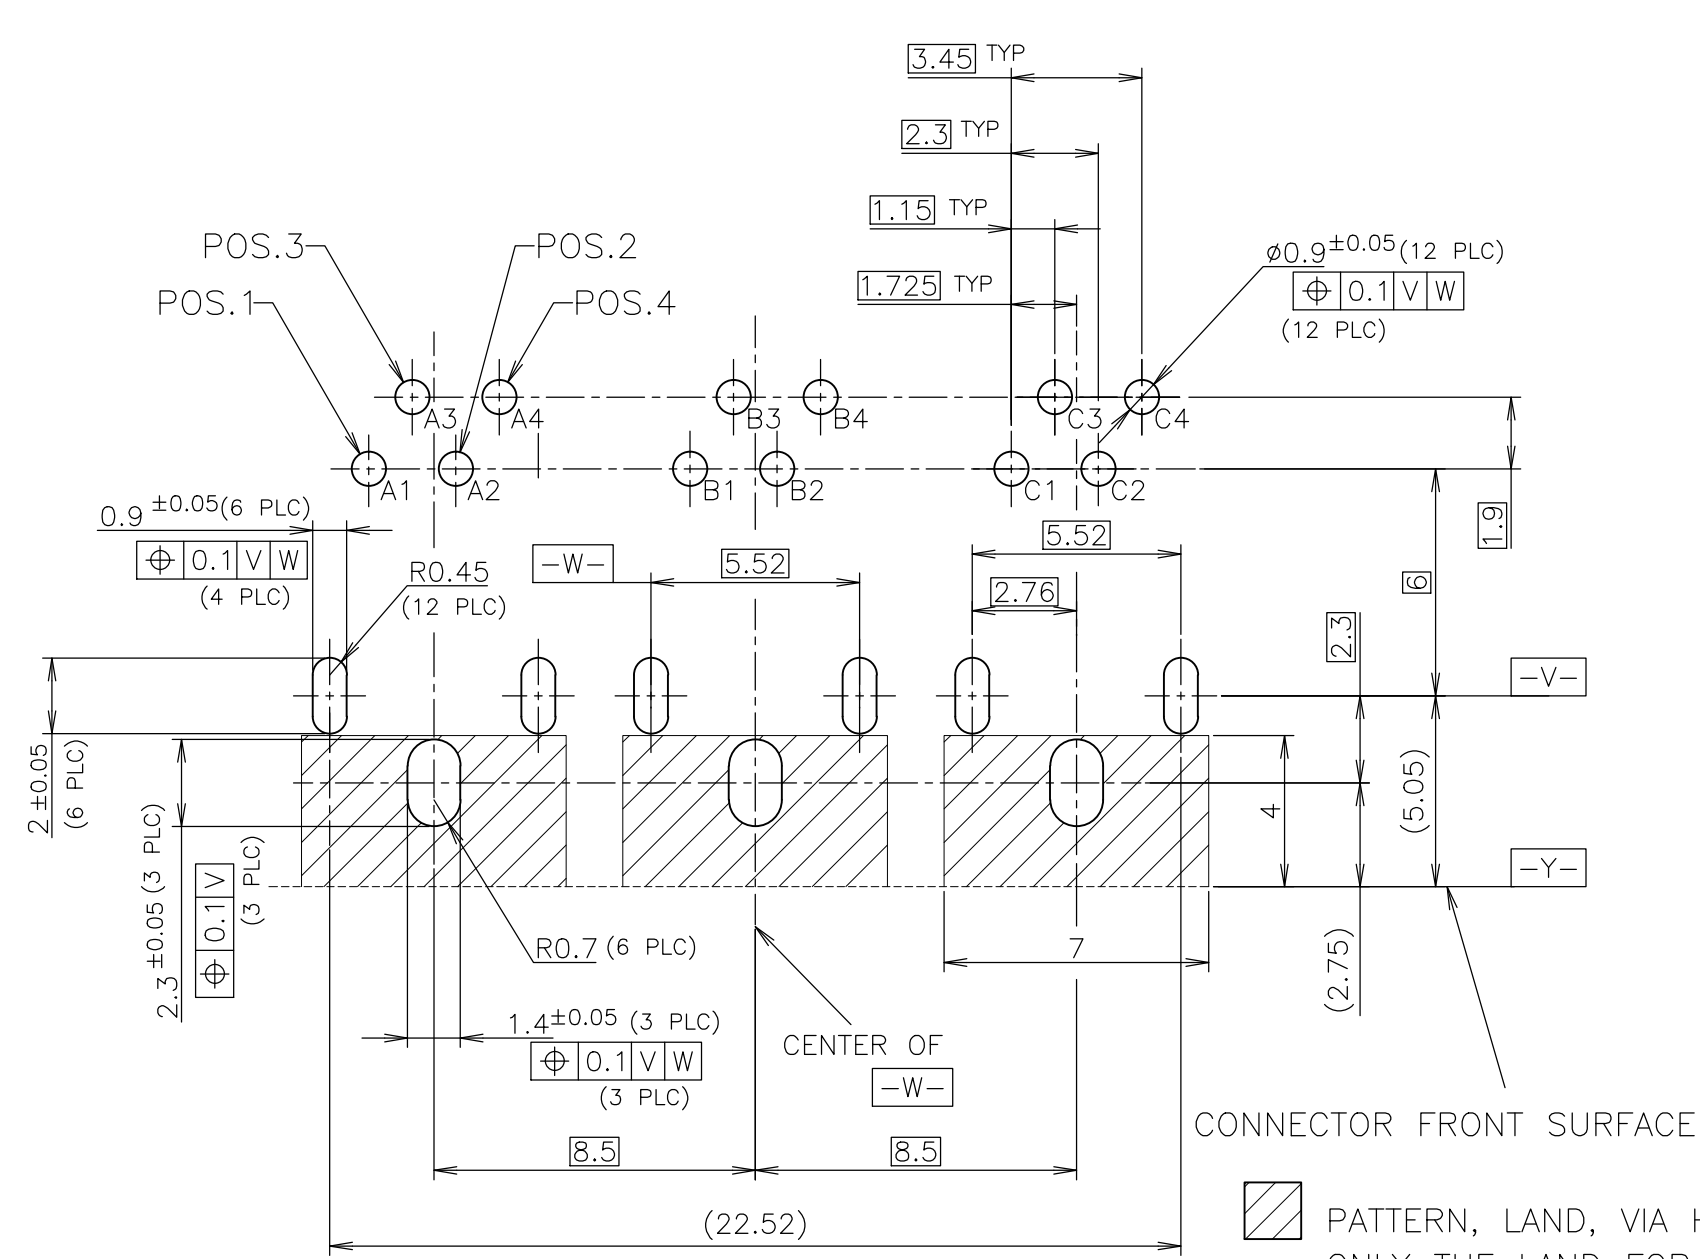 3.45 TYP
2.3 TYP
1.15 TYP
1.725 TYP
POS.3
POS.2
POS.1
POS.4
ø0.9±0.05(12 PLC)
⌖ 0.1 V W
(12 PLC)
A3 A4 B3 B4 C3 C4
A1 A2 B1 B2 C1 C2
1.9
0.9 ±0.05(6 PLC)
⌖ 0.1 V W
(4 PLC)
R0.45
(12 PLC)
-W-
5.52
5.52
2.76
6
2.3
-V-
2±0.05
(6 PLC)
2.3±0.05(3 PLC)
⌖ 0.1 V
(3 PLC)
4
(5.05)
-Y-
R0.7 (6 PLC)
7
(2.75)
1.4±0.05 (3 PLC)
⌖ 0.1 V W
(3 PLC)
CENTER OF
-W-
CONNECTOR FRONT SURFACE
8.5
8.5
(22.52)
PATTERN, LAND, VIA